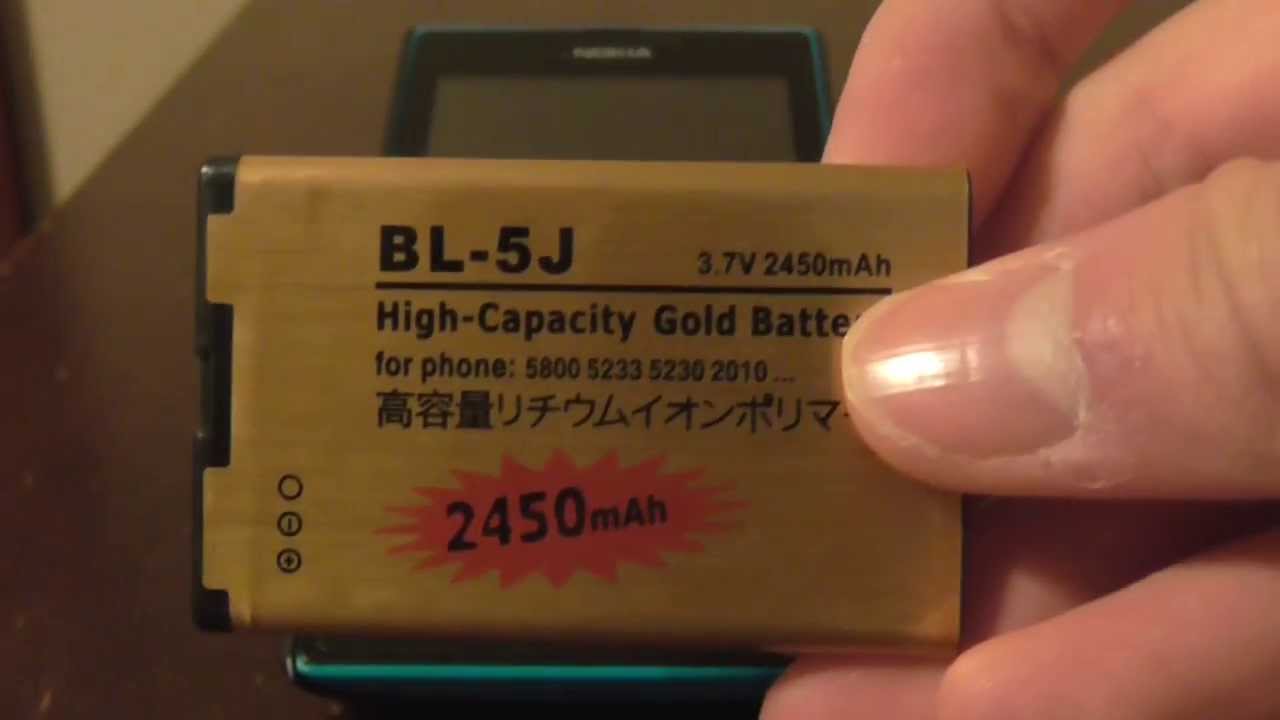 NOKIA
BL-5J
3.7V 2450mAh
High-Capacity Gold
for phone: 5800 5233 5230 2010...
高容量リチウムイオンポリマー
2450mAh